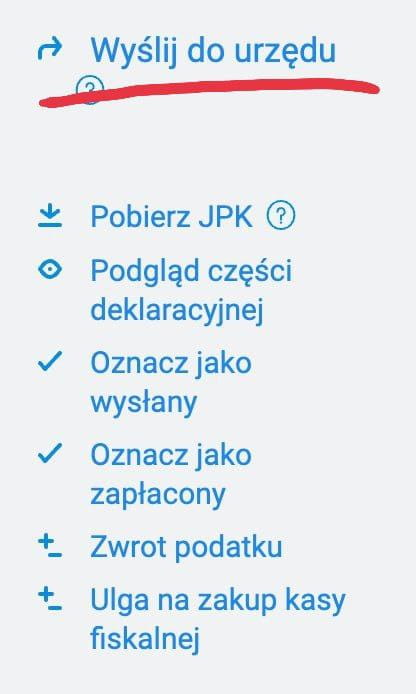 Wyślij do urzędu
?
Pobierz JPK ?
Podgląd części
deklaracyjnej
Oznacz jako
wysłany
Oznacz jako
zapłacony
Zwrot podatku
Ulga na zakup kasy
fiskalnej